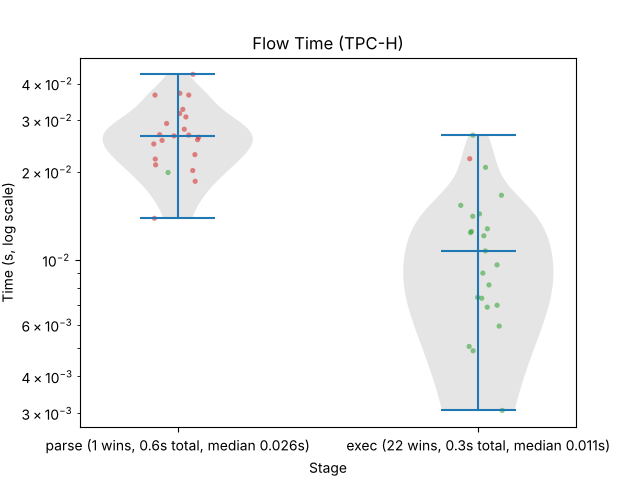 Flow Time (TPC-H)
Time (s, log scale)
4 × 10⁻²
3 × 10⁻²
2 × 10⁻²
10⁻²
6 × 10⁻³
4 × 10⁻³
3 × 10⁻³
parse (1 wins, 0.6s total, median 0.026s)
exec (22 wins, 0.3s total, median 0.011s)
Stage